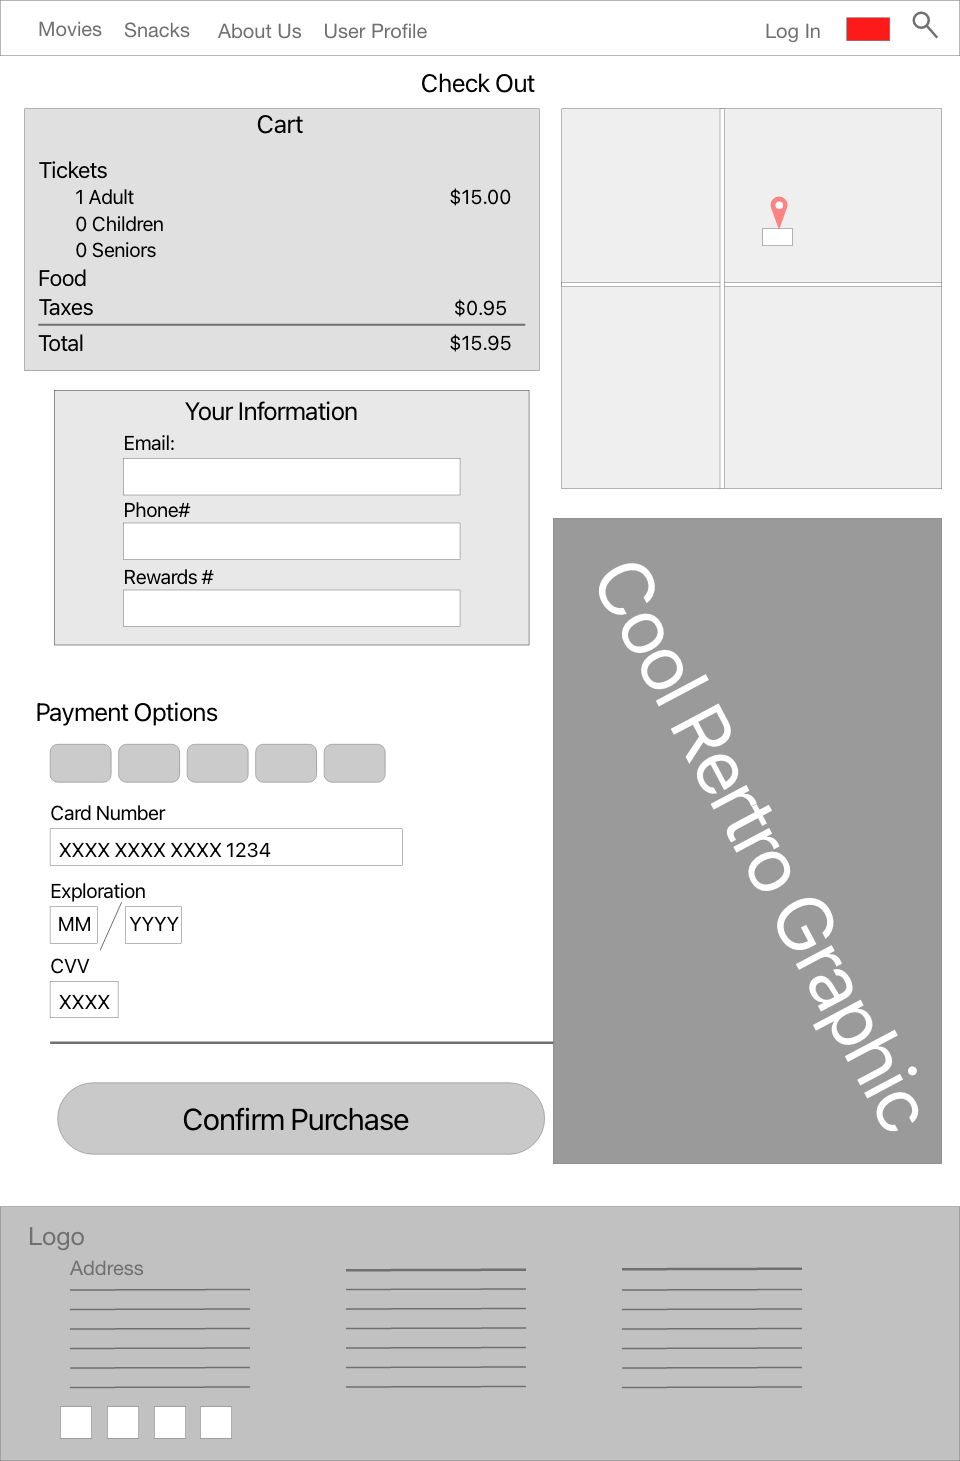 Movies Snacks About Us User Profile Log In
Check Out
Cart
Tickets
1 Adult $15.00
0 Children
0 Seniors
Food
Taxes $0.95
Total $15.95
Your Information
Email:
Phone#
Rewards #
Payment Options
Card Number
XXXX XXXX XXXX 1234
Exploration
MM / YYYY
CVV
XXXX
Confirm Purchase
Cool Rertro Graphic
Logo
Address